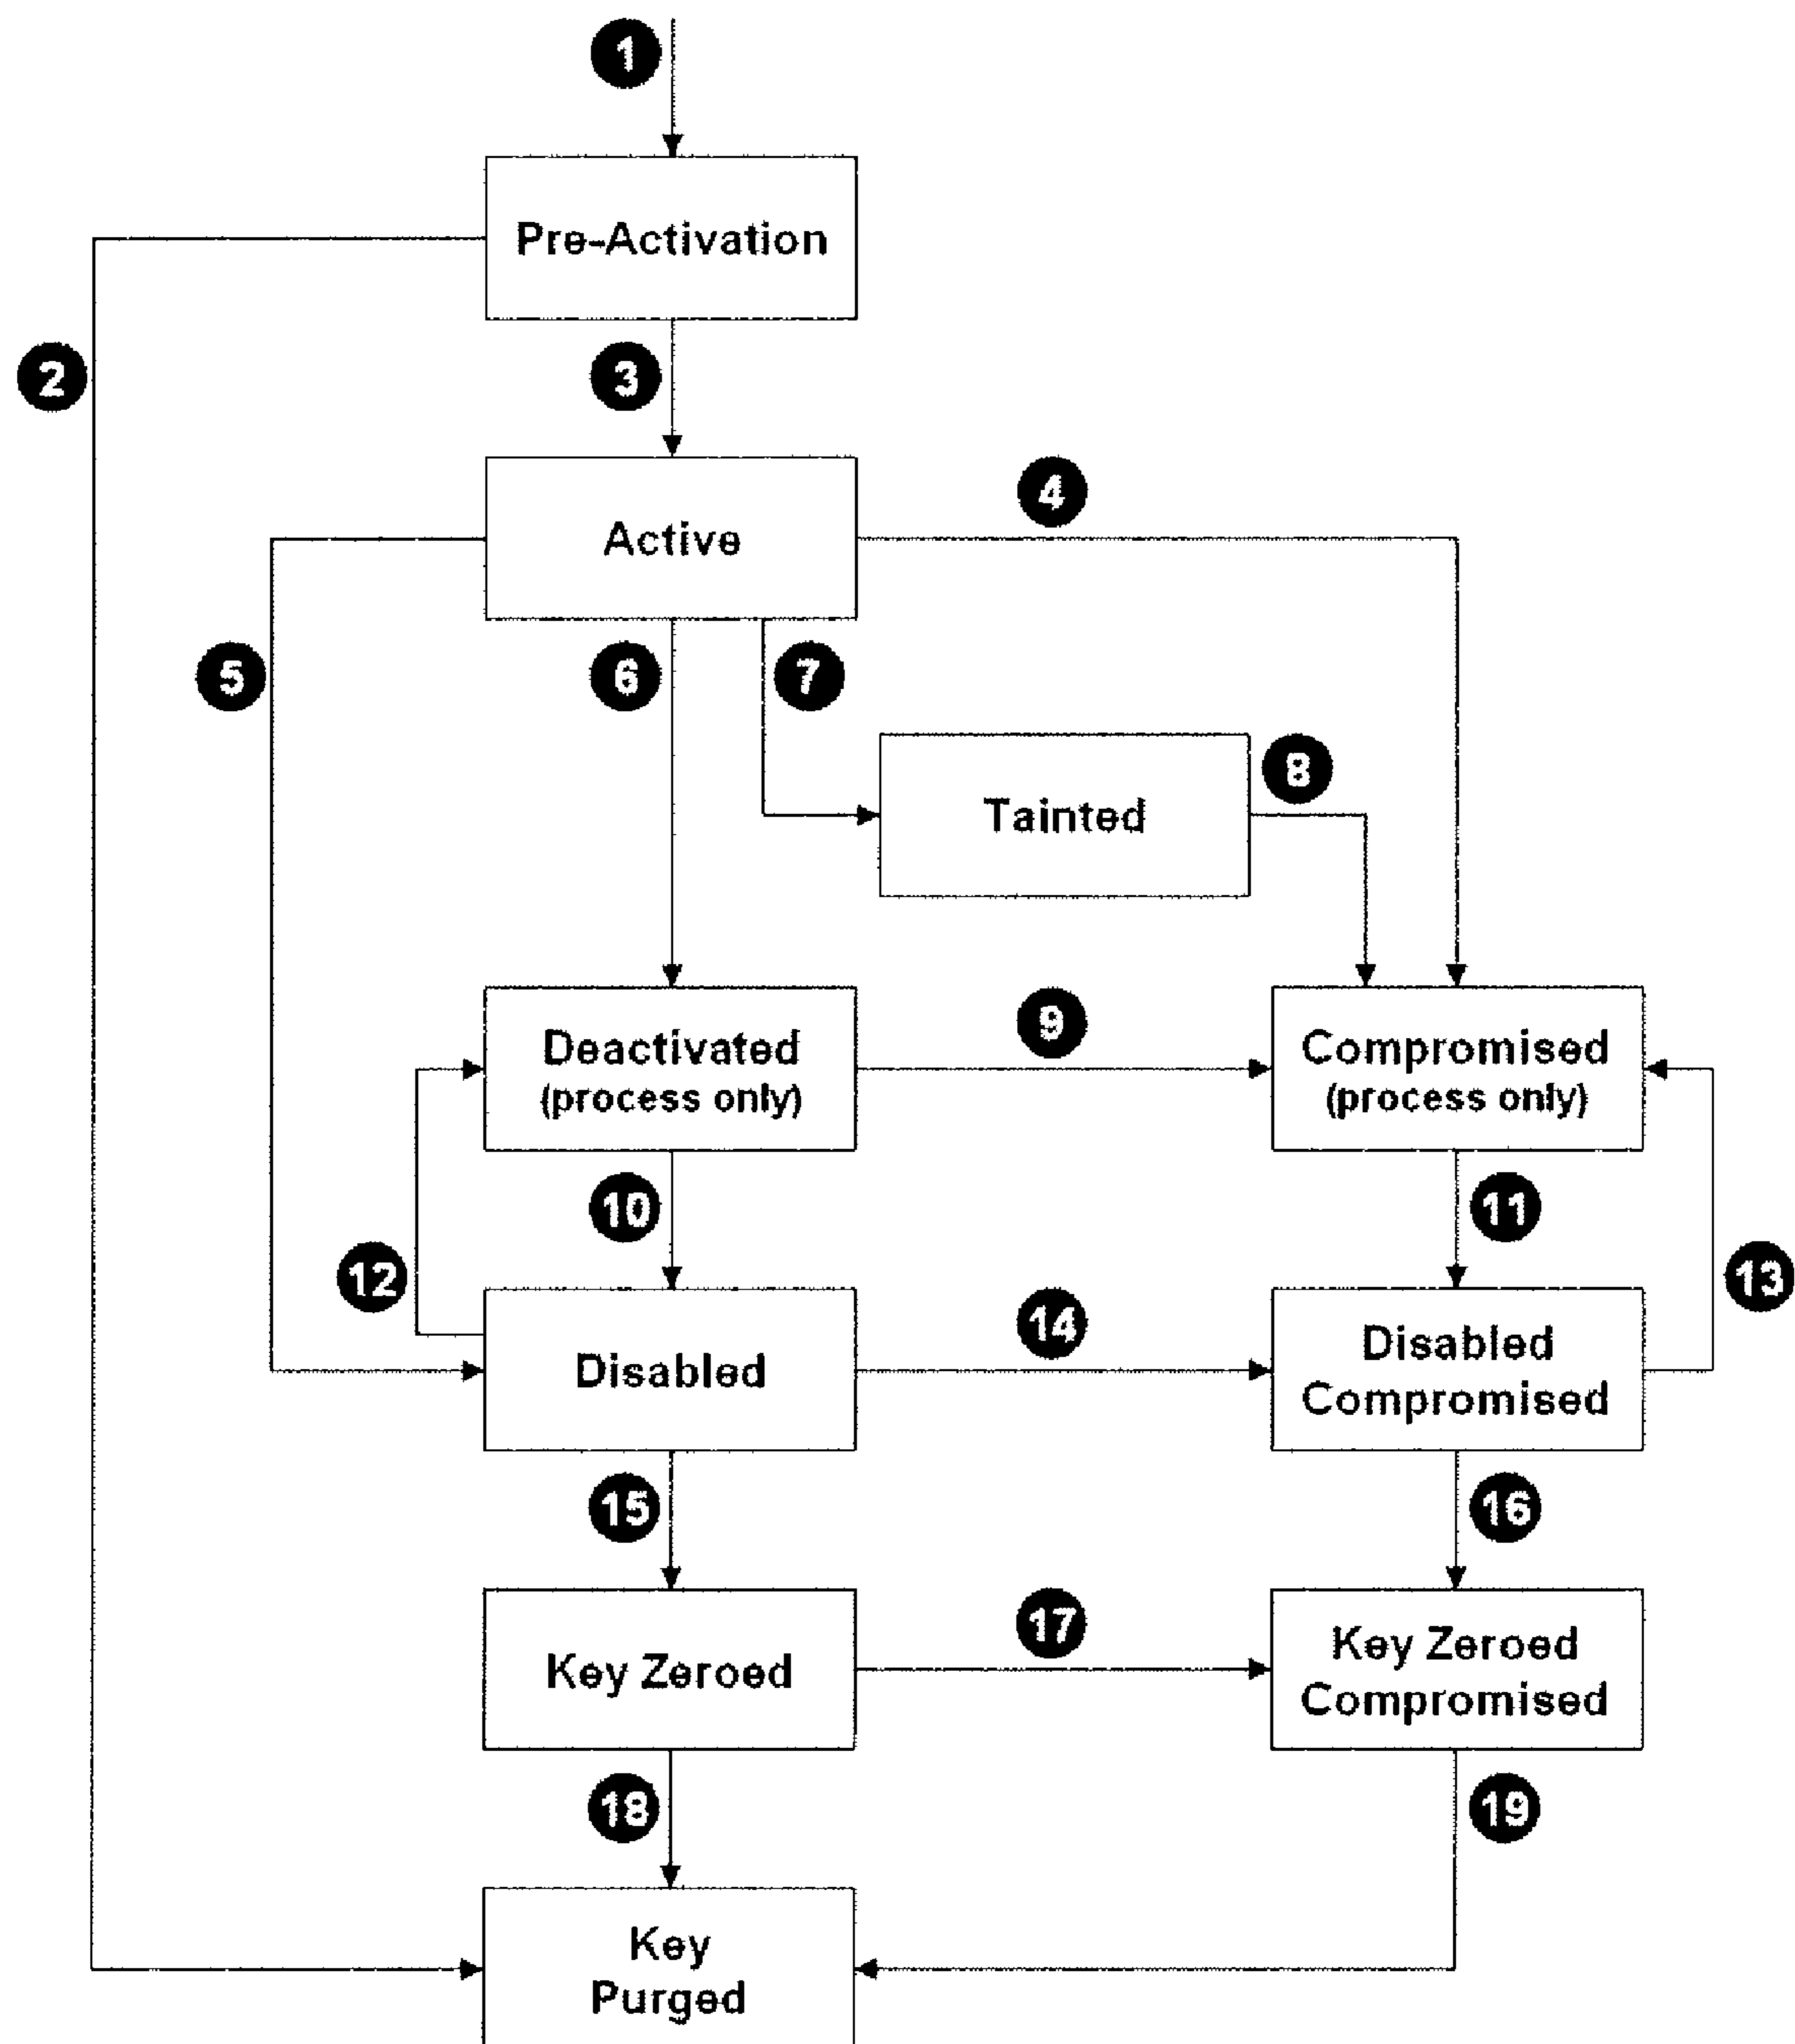 1
Pre-Activation
2
3
4
Active
5
6
7
8
Tainted
9
Deactivated
(process only)
Compromised
(process only)
10
11
12
13
14
Disabled
Disabled
Compromised
15
16
17
Key Zeroed
Key Zeroed
Compromised
18
19
Key
Purged